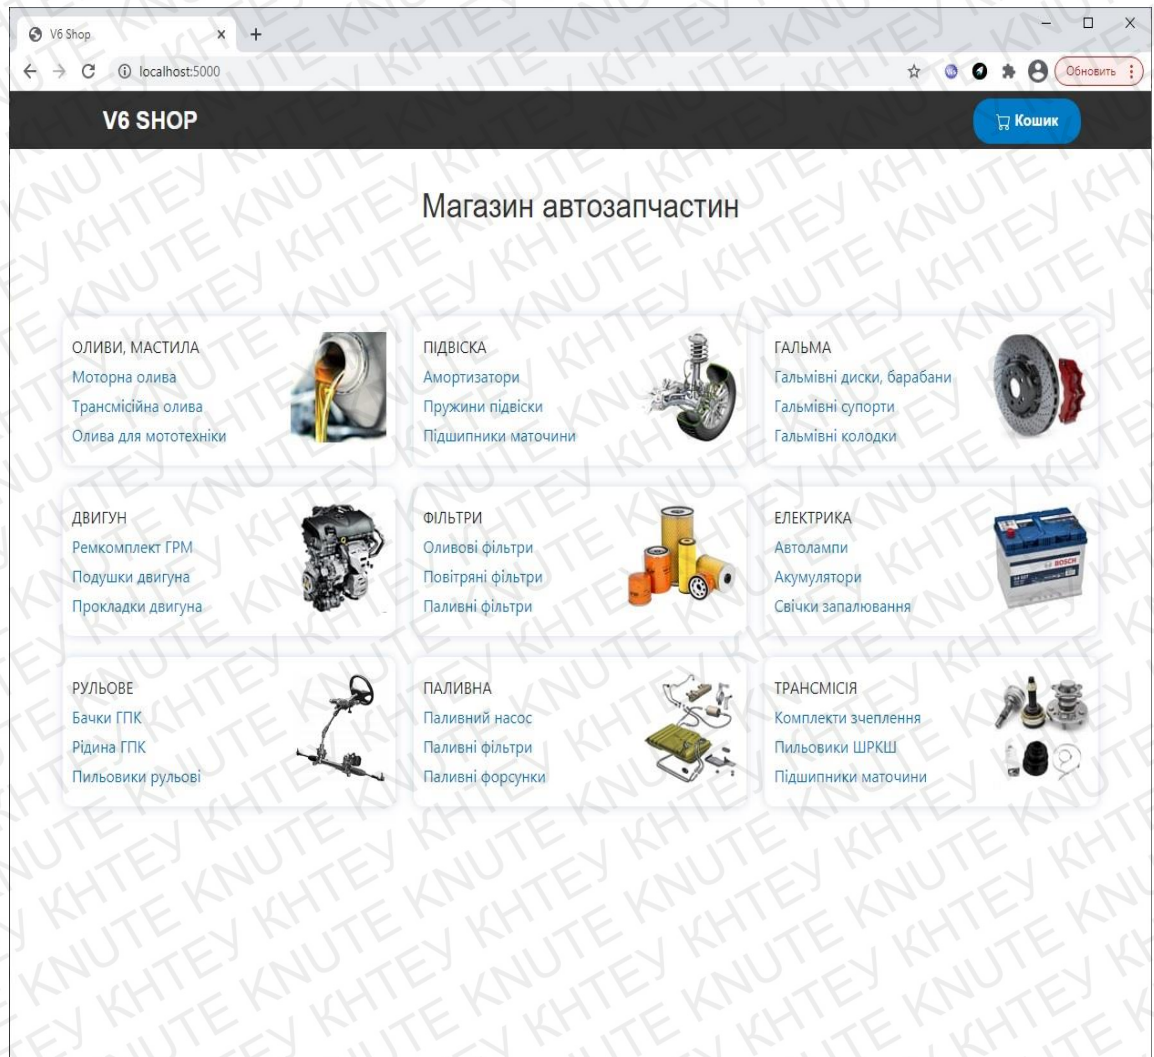 V6 Shop
localhost:5000
Обновить
V6 SHOP
Кошик
Магазин автозапчастин
ОЛИВИ, МАСТИЛА
Моторна олива
Трансмісійна олива
Олива для мототехніки
ПІДВІСКА
Амортизатори
Пружини підвіски
Підшипники маточини
ГАЛЬМА
Гальмівні диски, барабани
Гальмівні супорти
Гальмівні колодки
ДВИГУН
Ремкомплект ГРМ
Подушки двигуна
Прокладки двигуна
ФІЛЬТРИ
Оливові фільтри
Повітряні фільтри
Паливні фільтри
ЕЛЕКТРИКА
Автолампи
Акумулятори
Свічки запалювання
BOSCH
РУЛЬОВЕ
Бачки ГПК
Рідина ГПК
Пильовики рульові
ПАЛИВНА
Паливний насос
Паливні фільтри
Паливні форсунки
ТРАНСМІСІЯ
Комплекти зчеплення
Пильовики ШРКШ
Підшипники маточини
KNUTE КНТЕУ